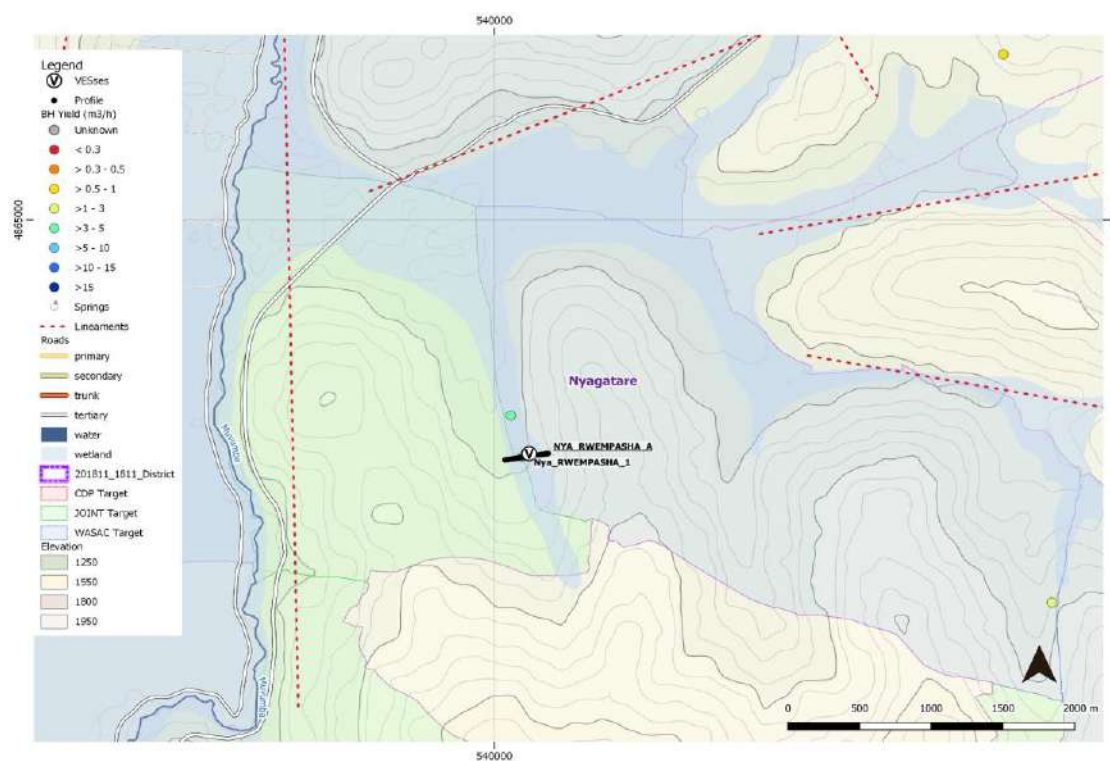 540000
Legend
VESses
Profile
BH Yield (m3/h)
Unknown
< 0.3
> 0.3 - 0.5
> 0.5 - 1
>1 - 3
>3 - 5
>5 - 10
>10 - 15
>15
Springs
Lineaments
Roads
primary
secondary
trunk
tertiary
water
wetland
201811_1811_District
CDP Target
JOINT Target
WASAC Target
Elevation
1250
1550
1800
1950
4865000
Nyagatare
NYA_RWEMPASHA_A
Nya_RWEMPASHA_1
0 500 1000 1500 2000 m
540000